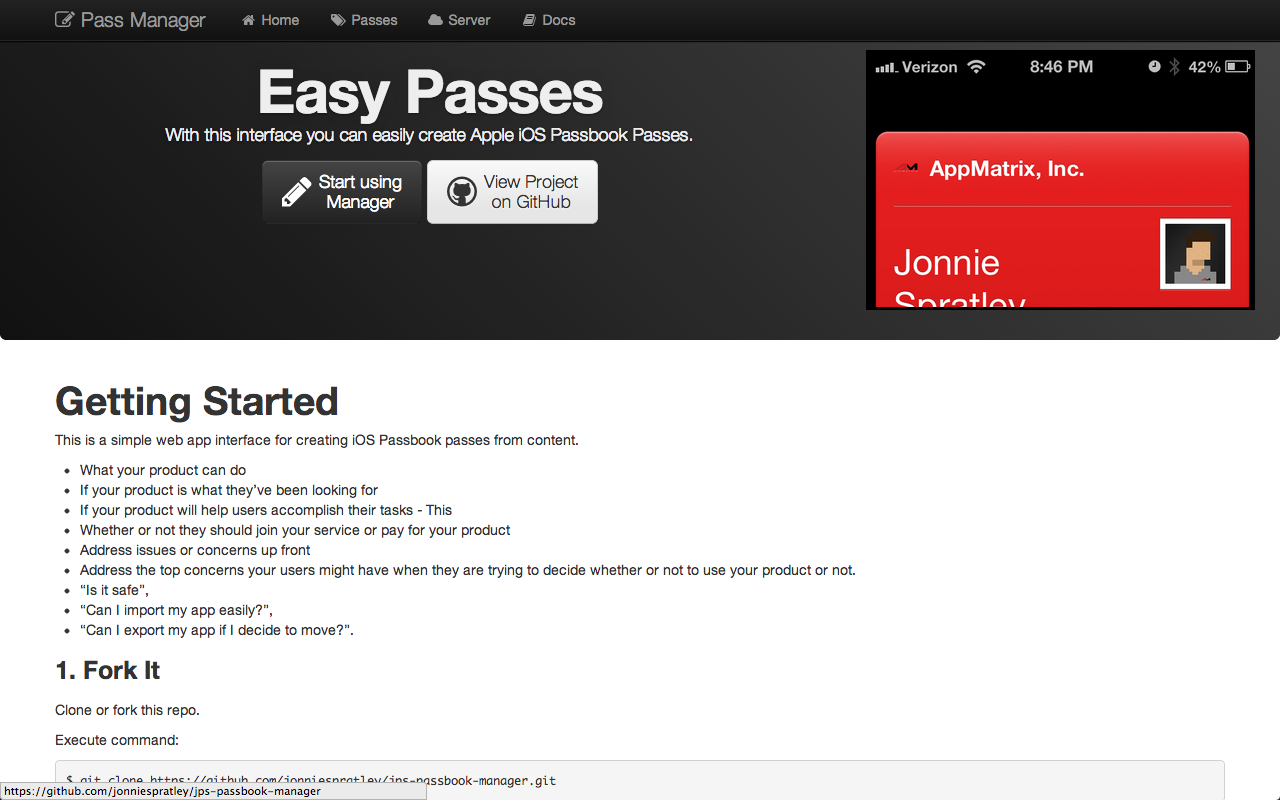 Pass Manager Home Passes Server Docs
Easy Passes
With this interface you can easily create Apple iOS Passbook Passes.
Start using
Manager
View Project
on GitHub
Verizon 8:46 PM 42%
AppMatrix, Inc.
Jonnie
Spratley
Getting Started
This is a simple web app interface for creating iOS Passbook passes from content.
• What your product can do
• If your product is what they’ve been looking for
• If your product will help users accomplish their tasks - This
• Whether or not they should join your service or pay for your product
• Address issues or concerns up front
• Address the top concerns your users might have when they are trying to decide whether or not to use your product or not.
• “Is it safe”,
• “Can I import my app easily?”,
• “Can I export my app if I decide to move?”.
1. Fork It
Clone or fork this repo.
Execute command:
$ git clone https://github.com/jonniespratley/jps-passbook-manager.git
https://github.com/jonniespratley/jps-passbook-manager